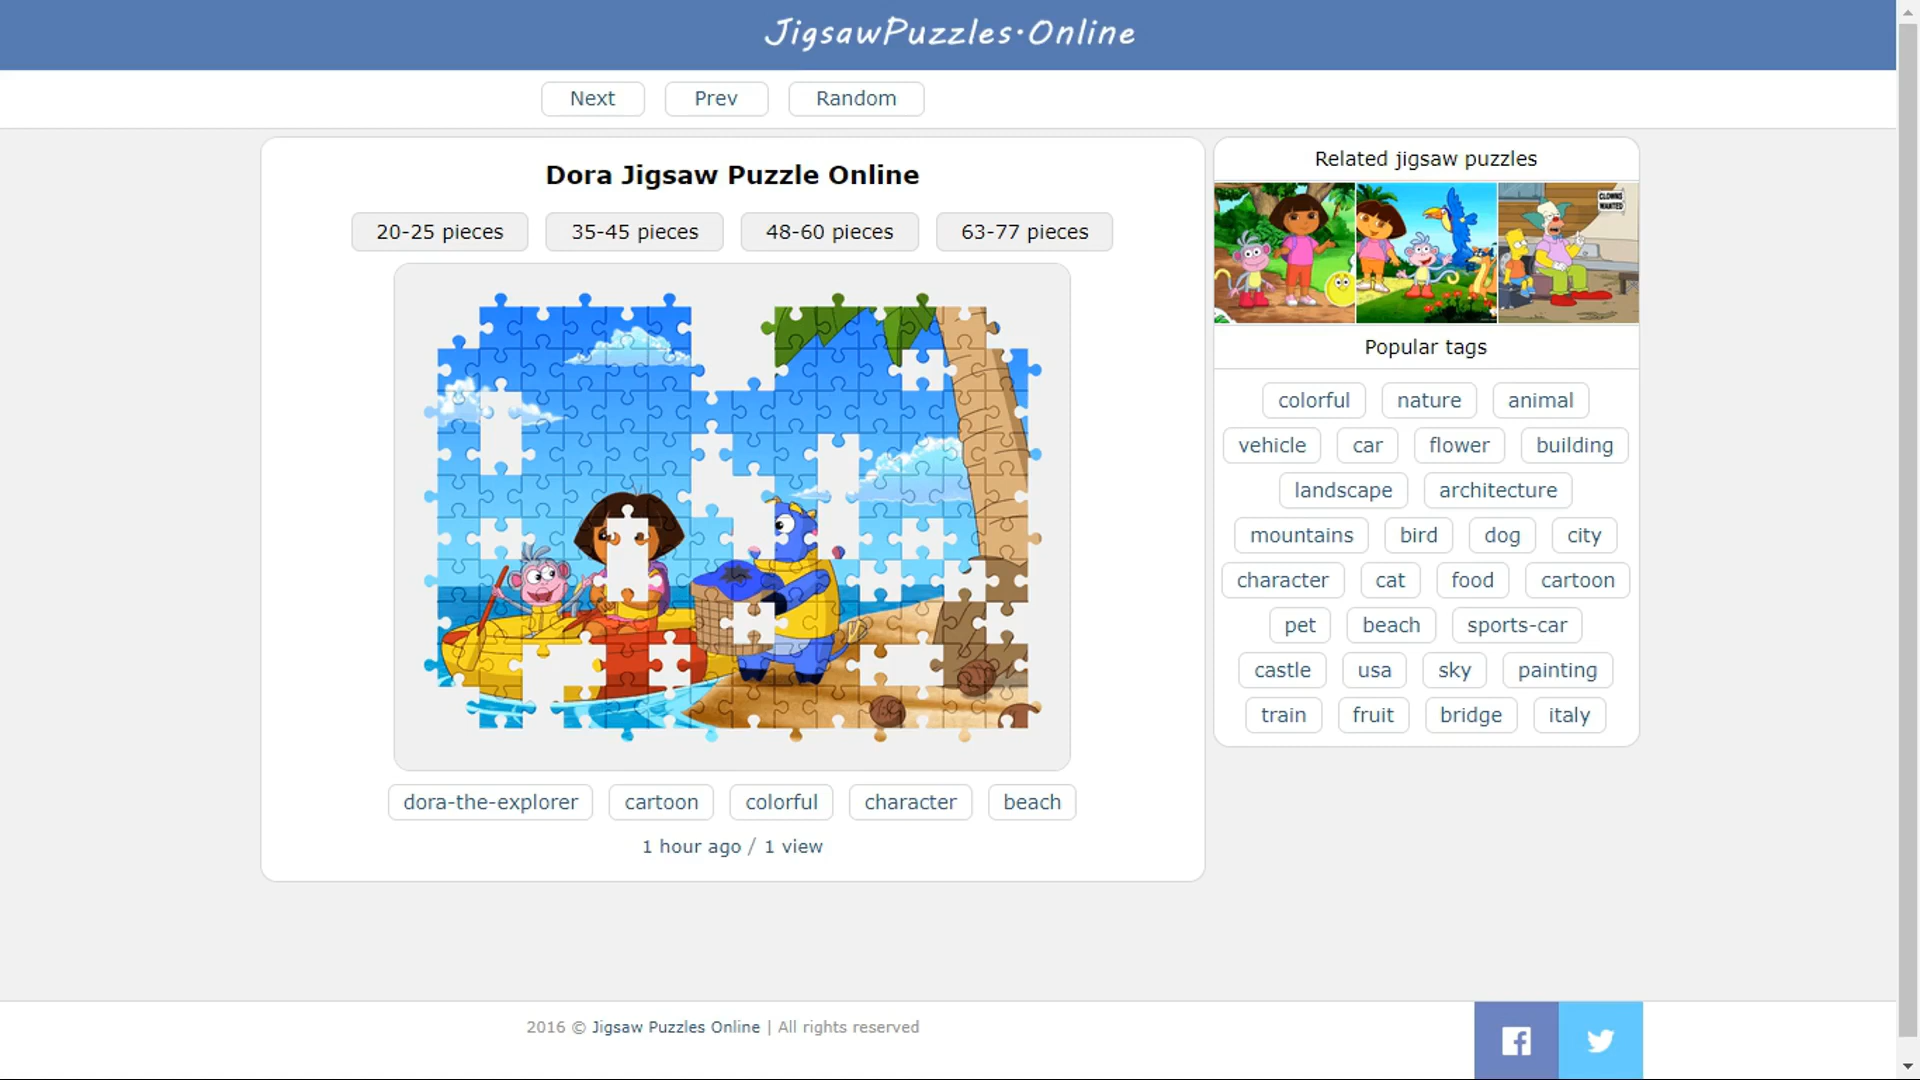 JigsawPuzzles·Online
Next Prev Random
Dora Jigsaw Puzzle Online
20-25 pieces 35-45 pieces 48-60 pieces 63-77 pieces
dora-the-explorer cartoon colorful character beach
1 hour ago / 1 view
Related jigsaw puzzles
CLOWNS
WANTED
Popular tags
colorful nature animal
vehicle car flower building
landscape architecture
mountains bird dog city
character cat food cartoon
pet beach sports-car
castle usa sky painting
train fruit bridge italy
2016 © Jigsaw Puzzles Online | All rights reserved